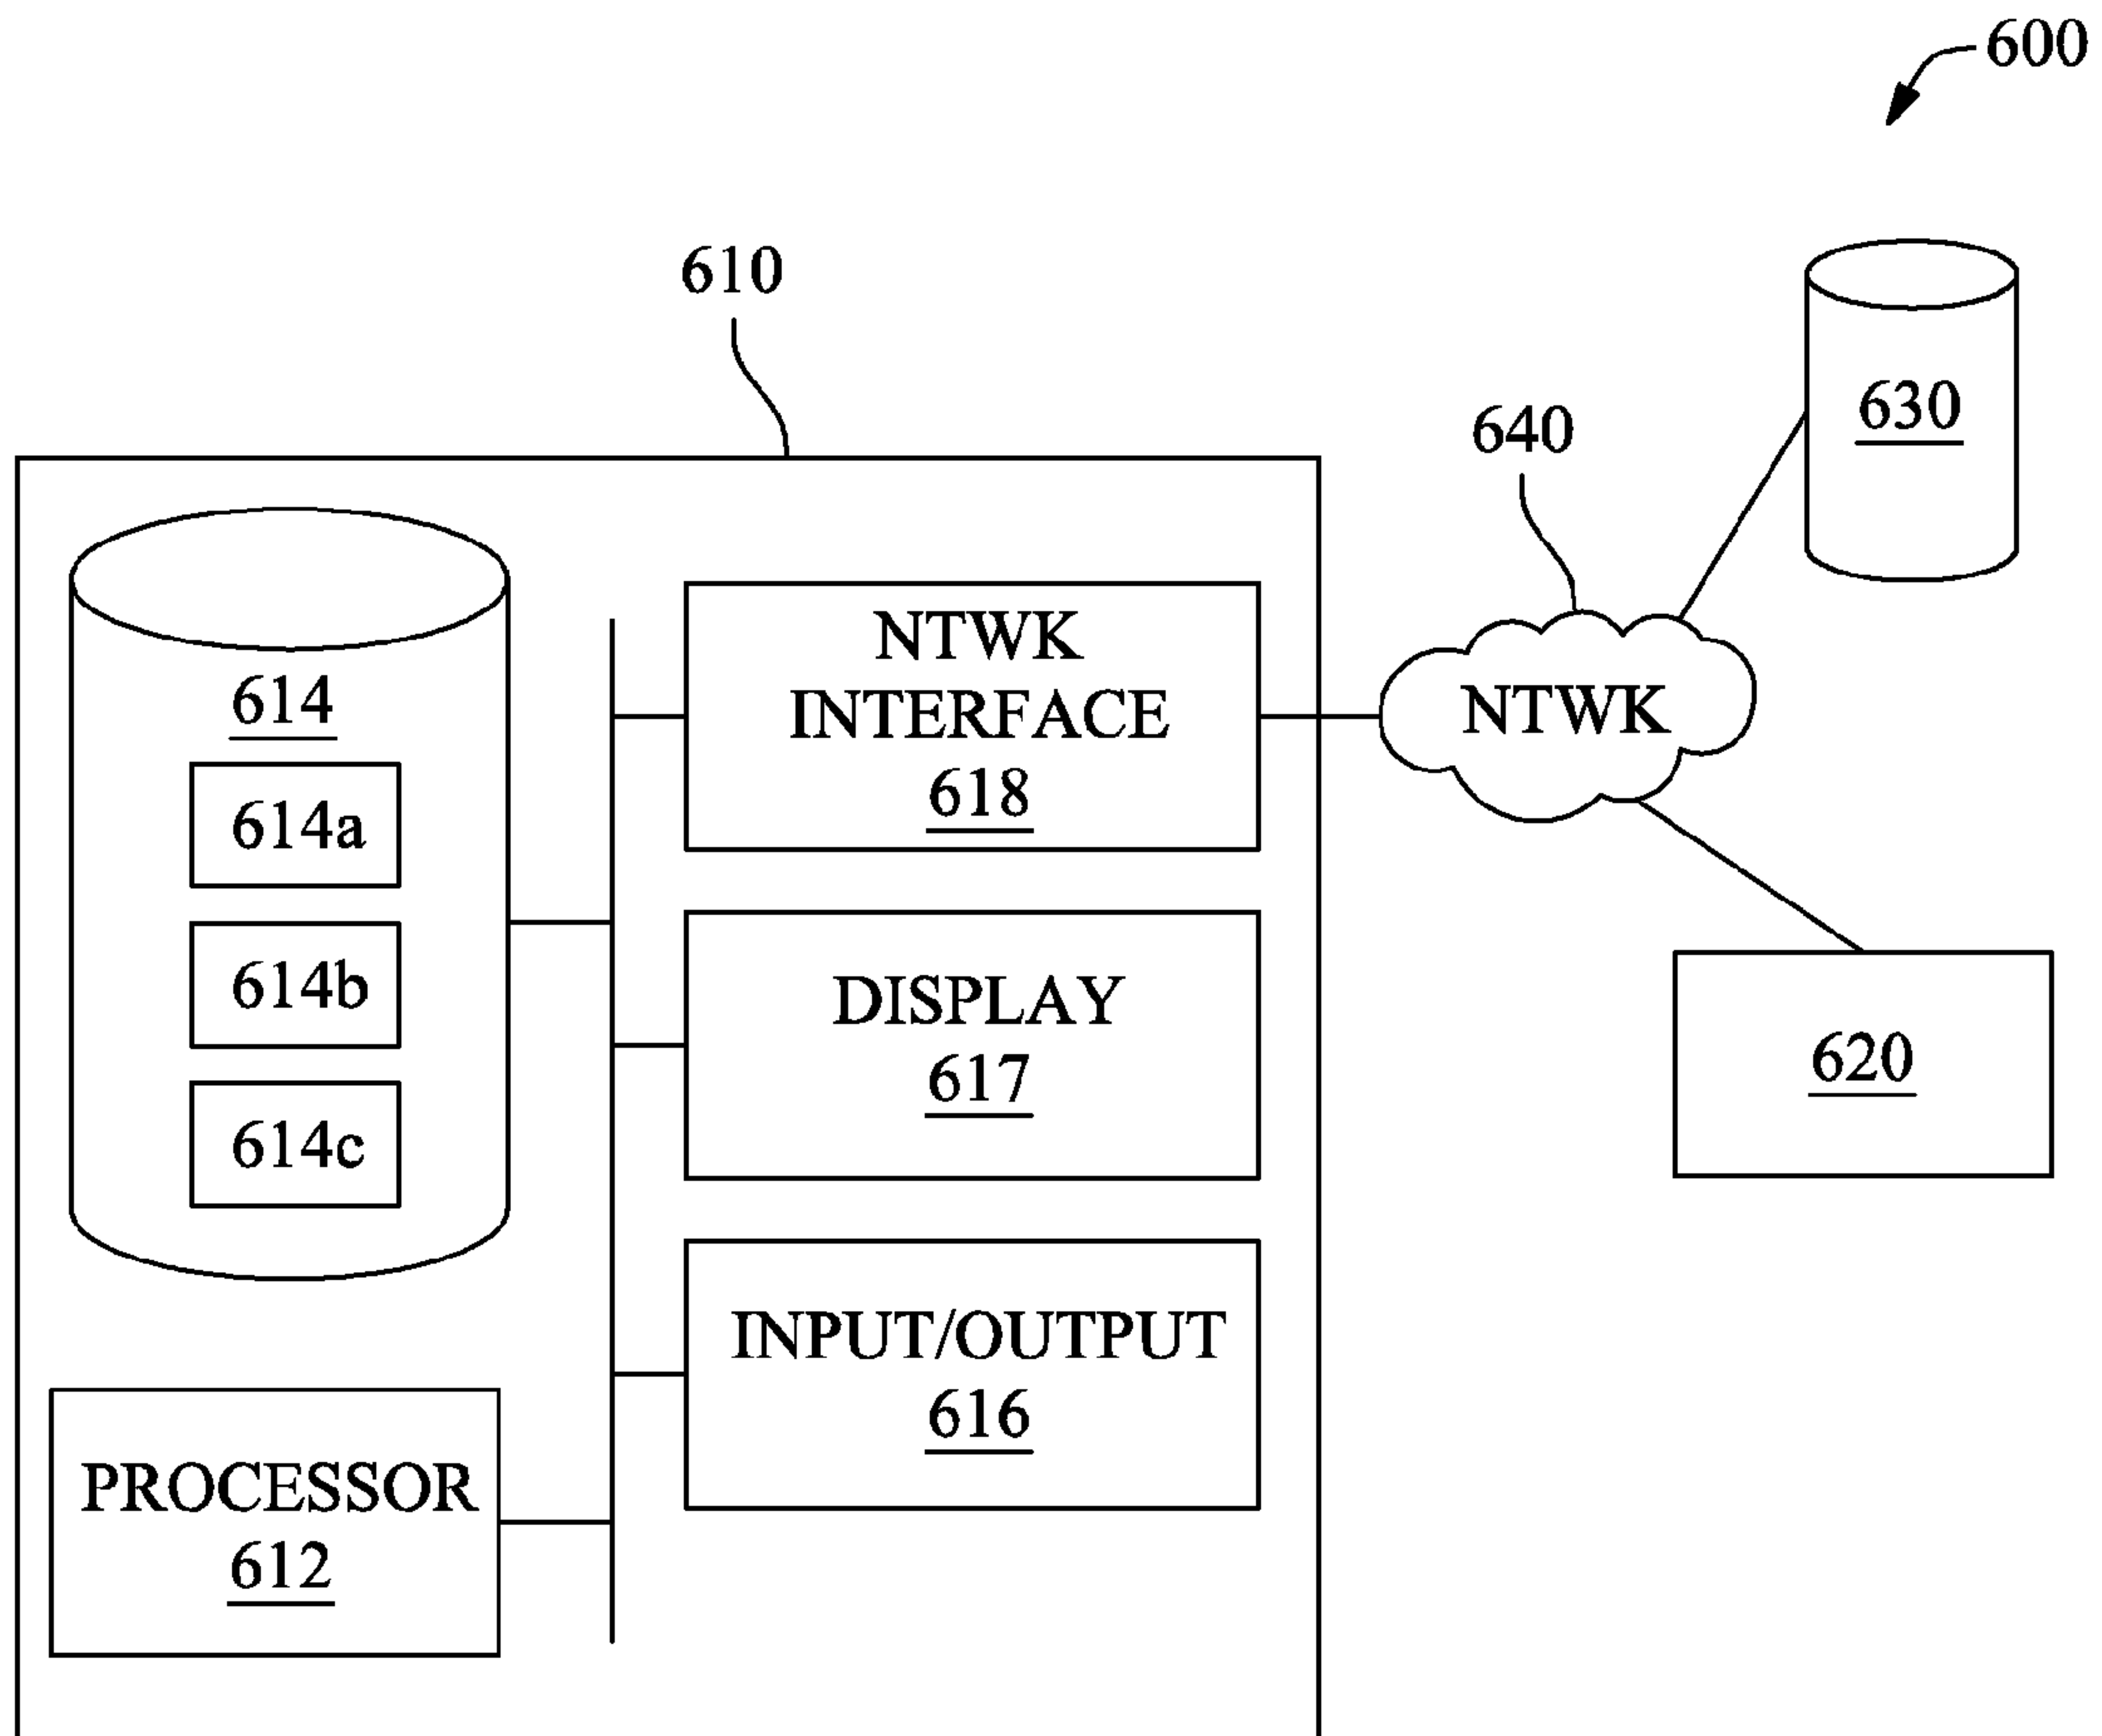 600
610
630
640
614
614a
614b
614c
NTWK
INTERFACE
618
NTWK
DISPLAY
617
620
INPUT/OUTPUT
616
PROCESSOR
612